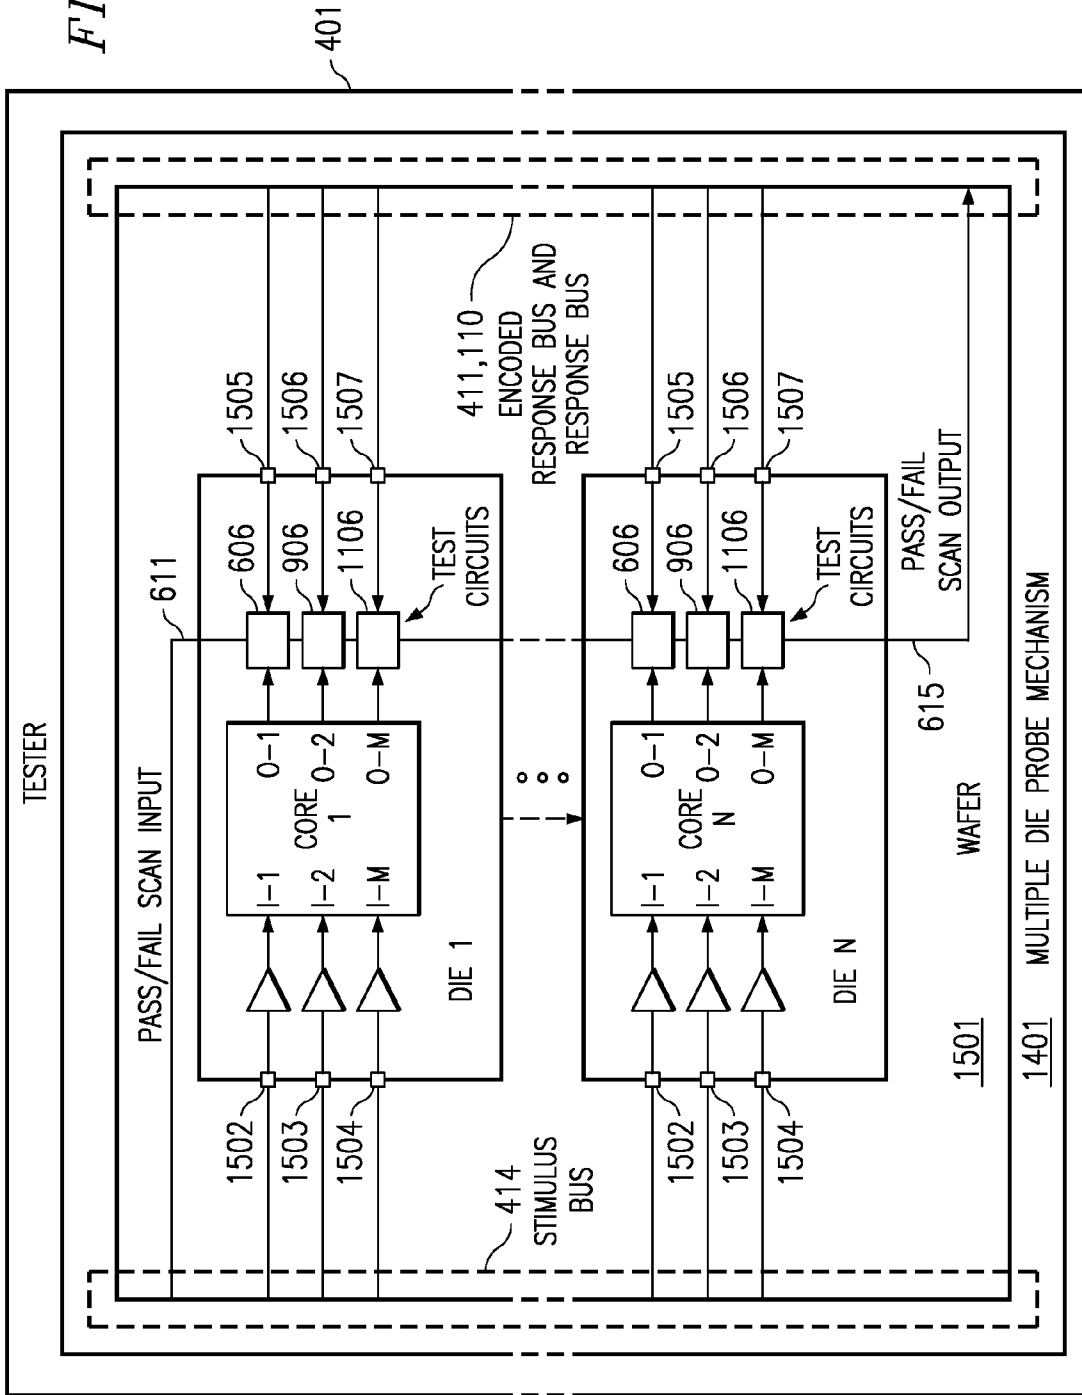 FI
401
TESTER
PASS/FAIL SCAN INPUT
611
606
906
1106
TEST
CIRCUITS
1505
1506
1507
411,110
ENCODED
RESPONSE BUS AND
RESPONSE BUS
I-1
I-2
I-M
CORE
1
O-1
O-2
O-M
DIE 1
1502
1503
1504
414
STIMULUS
BUS
606
906
1106
TEST
CIRCUITS
1505
1506
1507
I-1
I-2
I-M
CORE
N
O-1
O-2
O-M
DIE N
1502
1503
1504
PASS/FAIL
SCAN OUTPUT
615
1501
WAFER
1401
MULTIPLE DIE PROBE MECHANISM